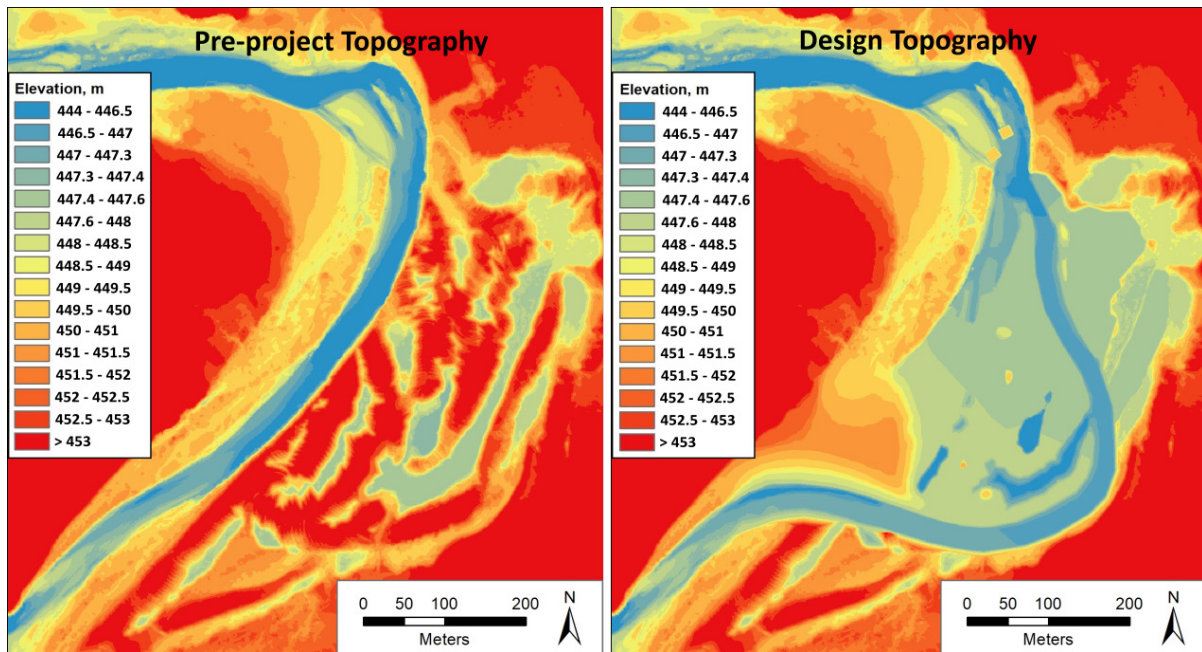 Pre-project Topography
Elevation, m
444 - 446.5
446.5 - 447
447 - 447.3
447.3 - 447.4
447.4 - 447.6
447.6 - 448
448 - 448.5
448.5 - 449
449 - 449.5
449.5 - 450
450 - 451
451 - 451.5
451.5 - 452
452 - 452.5
452.5 - 453
> 453
0 50 100 200
Meters
N
Design Topography
Elevation, m
444 - 446.5
446.5 - 447
447 - 447.3
447.3 - 447.4
447.4 - 447.6
447.6 - 448
448 - 448.5
448.5 - 449
449 - 449.5
449.5 - 450
450 - 451
451 - 451.5
451.5 - 452
452 - 452.5
452.5 - 453
> 453
0 50 100 200
Meters
N